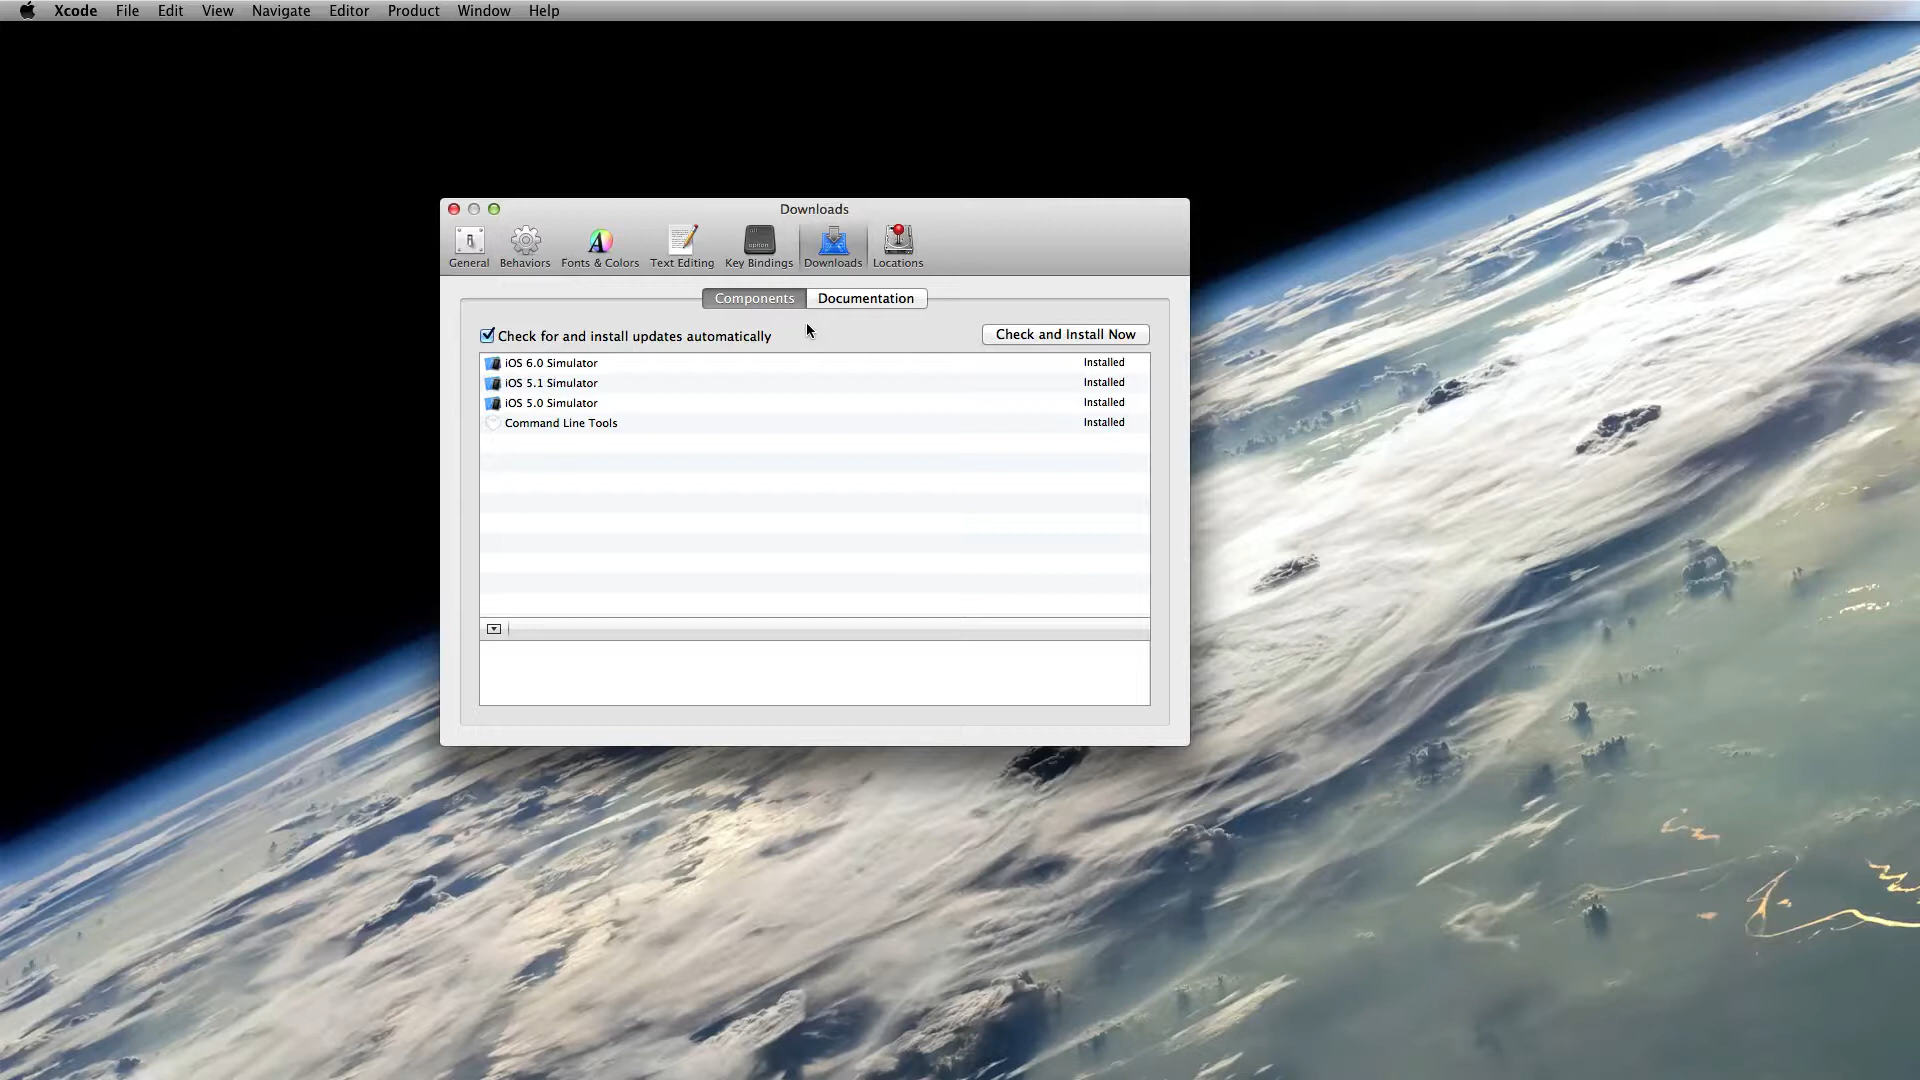 Xcode File Edit View Navigate Editor Product Window Help
Downloads
General Behaviors Fonts & Colors Text Editing Key Bindings Downloads Locations
Components Documentation
Check for and install updates automatically Check and Install Now
iOS 6.0 Simulator Installed
iOS 5.1 Simulator Installed
iOS 5.0 Simulator Installed
Command Line Tools Installed